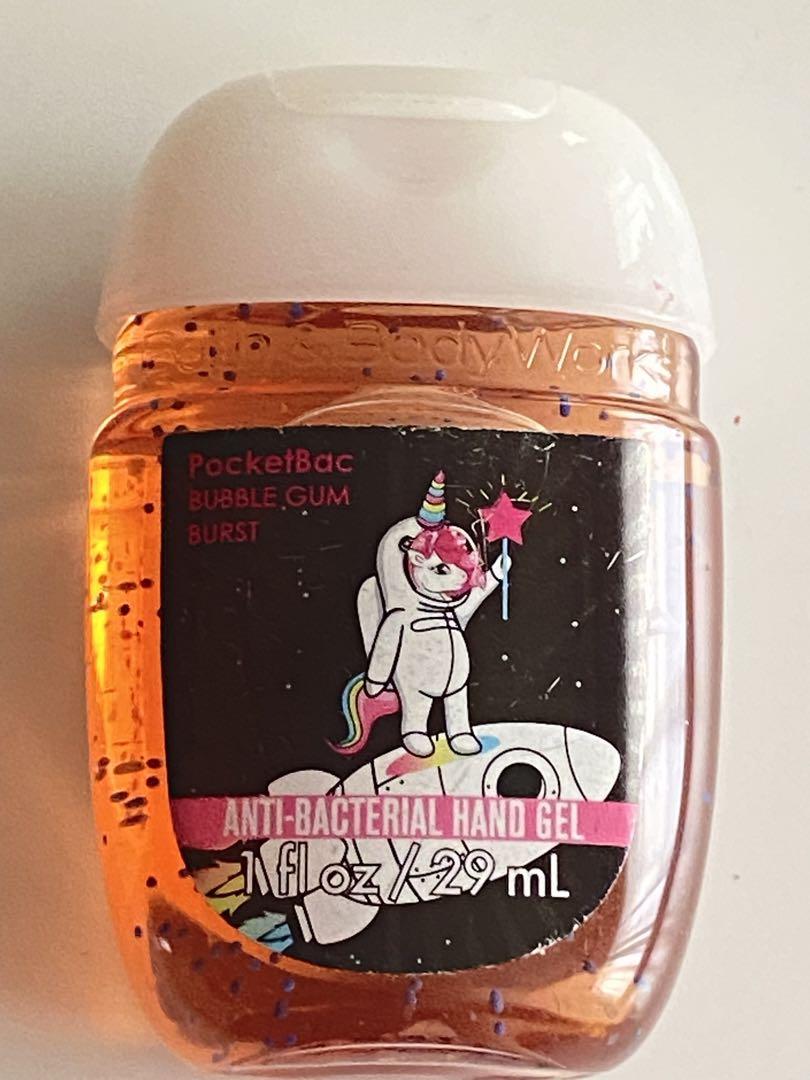 Bath & Body Works
PocketBac
BUBBLE GUM
BURST
ANTI-BACTERIAL HAND GEL
1 fl oz / 29 mL